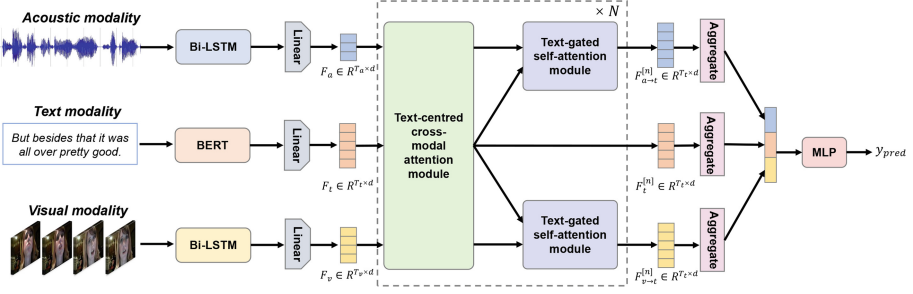 Acoustic modality
Bi-LSTM
Linear
F_a ∈ R^{T_a×d}
Text modality
But besides that it was
all over pretty good.
BERT
Linear
F_t ∈ R^{T_t×d}
Visual modality
Bi-LSTM
Linear
F_v ∈ R^{T_v×d}
× N
Text-centred
cross-
modal
attention
module
Text-gated
self-attention
module
Text-gated
self-attention
module
F_{a→t}^{[n]} ∈ R^{T_t×d}
Aggregate
F_t^{[n]} ∈ R^{T_t×d}
Aggregate
F_{v→t}^{[n]} ∈ R^{T_t×d}
Aggregate
MLP
y_{pred}